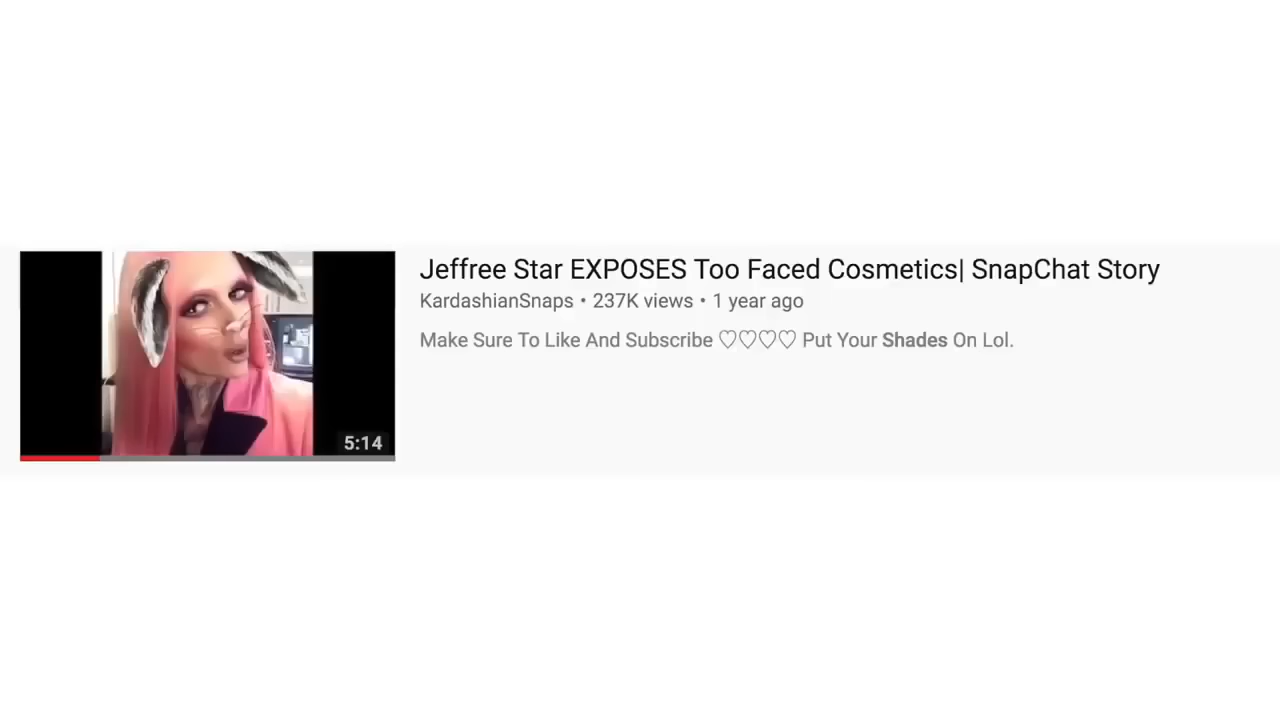 Jeffree Star EXPOSES Too Faced Cosmetics| SnapChat Story
KardashianSnaps • 237K views • 1 year ago
Make Sure To Like And Subscribe ♡♡♡♡ Put Your Shades On Lol.
5:14